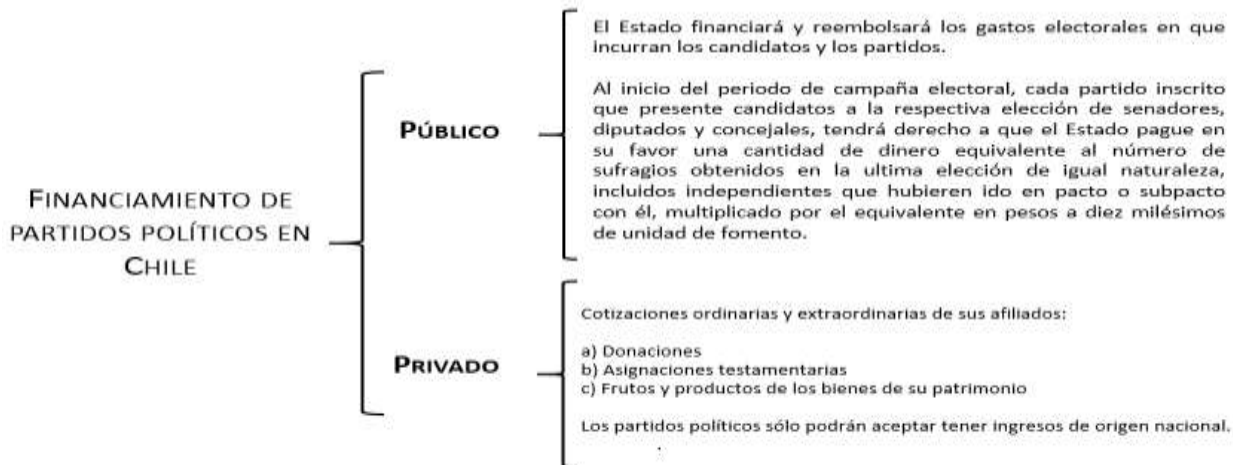 FINANCIAMIENTO DE
PARTIDOS POLÍTICOS EN
CHILE
PÚBLICO
El Estado financiará y reembolsará los gastos electorales en que
incurran los candidatos y los partidos.
Al inicio del periodo de campaña electoral, cada partido inscrito
que presente candidatos a la respectiva elección de senadores,
diputados y concejales, tendrá derecho a que el Estado pague en
su favor una cantidad de dinero equivalente al número de
sufragios obtenidos en la ultima elección de igual naturaleza,
incluidos independientes que hubieren ido en pacto o subpacto
con él, multiplicado por el equivalente en pesos a diez milésimos
de unidad de fomento.
PRIVADO
Cotizaciones ordinarias y extraordinarias de sus afiliados:
a) Donaciones
b) Asignaciones testamentarias
c) Frutos y productos de los bienes de su patrimonio
Los partidos políticos sólo podrán aceptar tener ingresos de origen nacional.